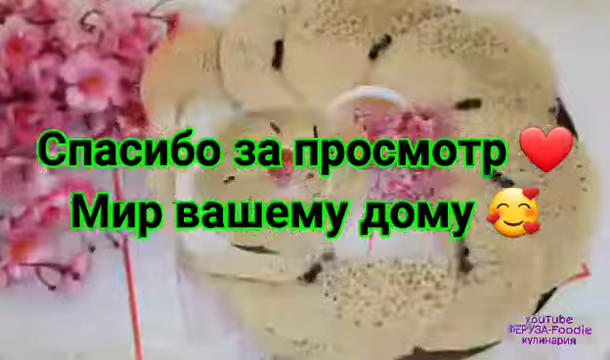 Спасибо за просмотр ❤️
Мир вашему дому 🥰
YouTube
ФЕРУЗА-Foodie
кулинария